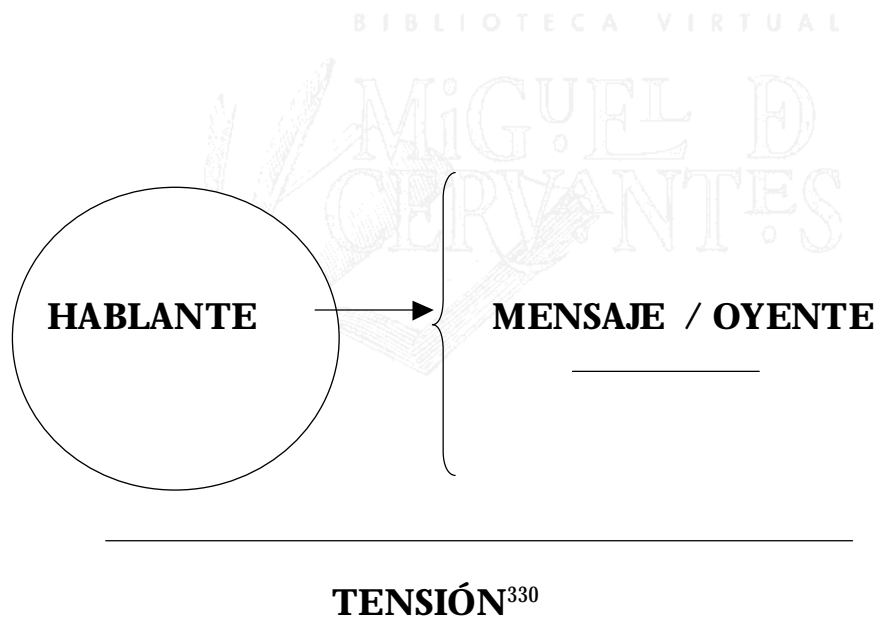 BIBLIOTECA VIRTUAL
MiGUEL DE
CERVANTES
HABLANTE MENSAJE / OYENTE
TENSIÓN330